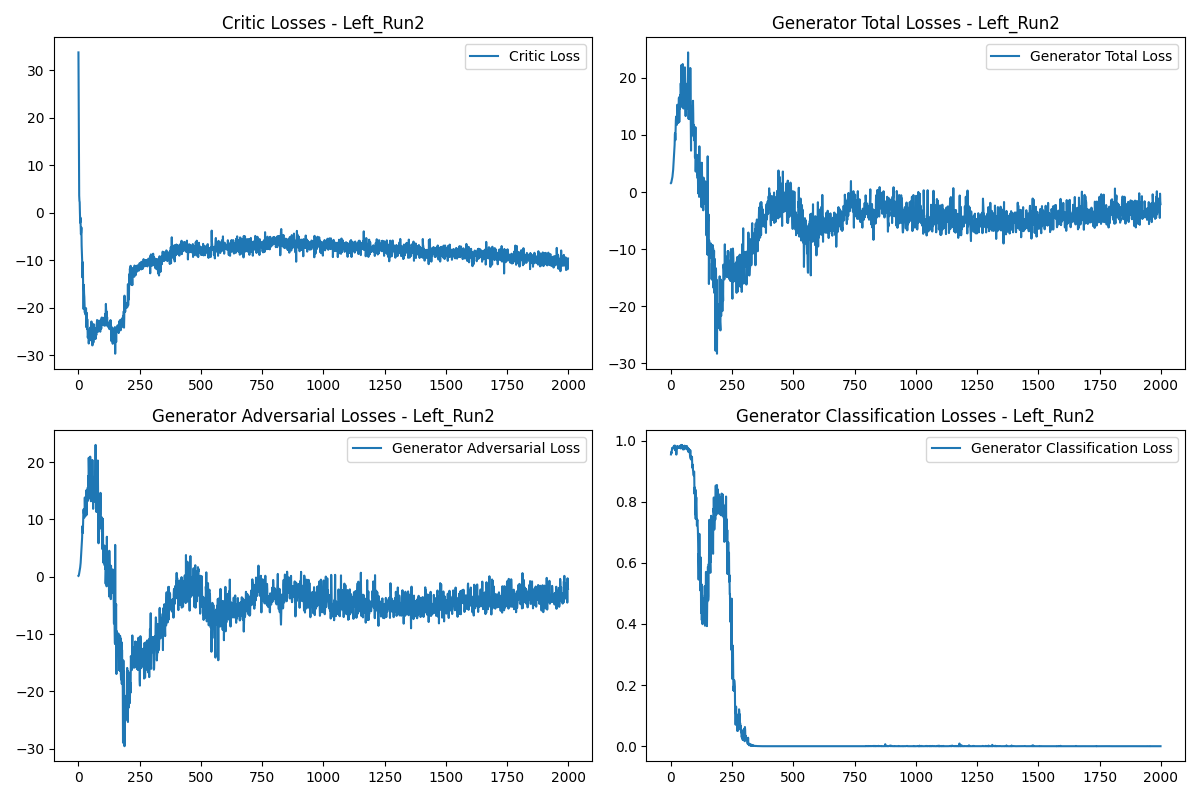 Critic Losses - Left_Run2
Critic Loss
30
20
10
0
−10
−20
−30
0 250 500 750 1000 1250 1500 1750 2000
Generator Total Losses - Left_Run2
Generator Total Loss
20
10
0
−10
−20
−30
0 250 500 750 1000 1250 1500 1750 2000
Generator Adversarial Losses - Left_Run2
Generator Adversarial Loss
20
10
0
−10
−20
−30
0 250 500 750 1000 1250 1500 1750 2000
Generator Classification Losses - Left_Run2
Generator Classification Loss
1.0
0.8
0.6
0.4
0.2
0.0
0 250 500 750 1000 1250 1500 1750 2000